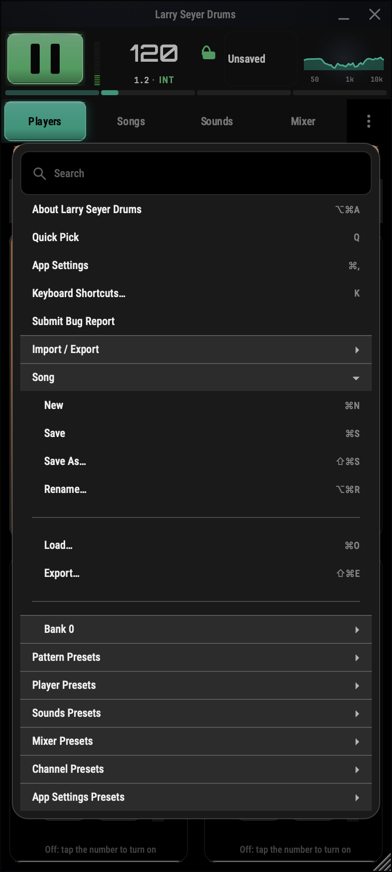 Larry Seyer Drums
120
1.2 · INT
Unsaved
50 1k 10k
Players Songs Sounds Mixer
Search
About Larry Seyer Drums ⌥⌘A
Quick Pick Q
App Settings ⌘,
Keyboard Shortcuts... K
Submit Bug Report
Import / Export
Song
New ⌘N
Save ⌘S
Save As... ⇧⌘S
Rename... ⌥⌘R
Load... ⌘O
Export... ⇧⌘E
Bank 0
Pattern Presets
Player Presets
Sounds Presets
Mixer Presets
Channel Presets
App Settings Presets
Off: tap the number to turn on Off: tap the number to turn on